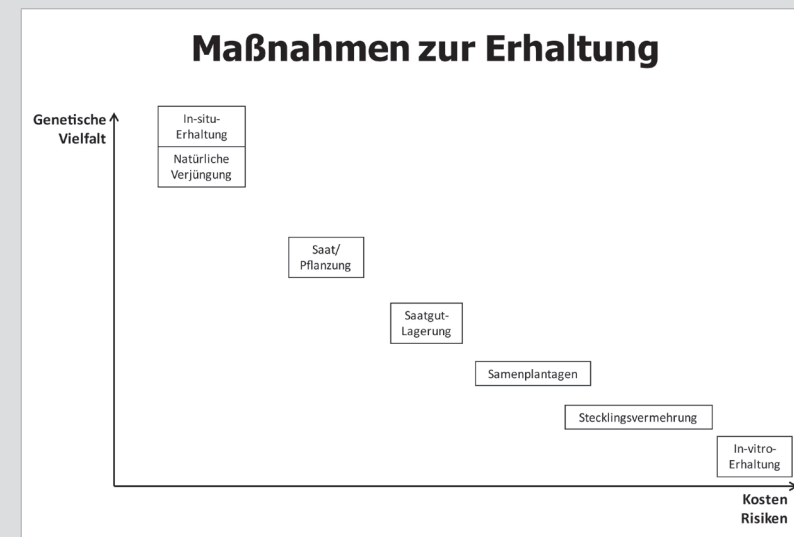 Maßnahmen zur Erhaltung
Genetische
Vielfalt
In-situ-
Erhaltung
Natürliche
Verjüngung
Saat/
Pflanzung
Saatgut-
Lagerung
Samenplantagen
Stecklingsvermehrung
In-vitro-
Erhaltung
Kosten
Risiken